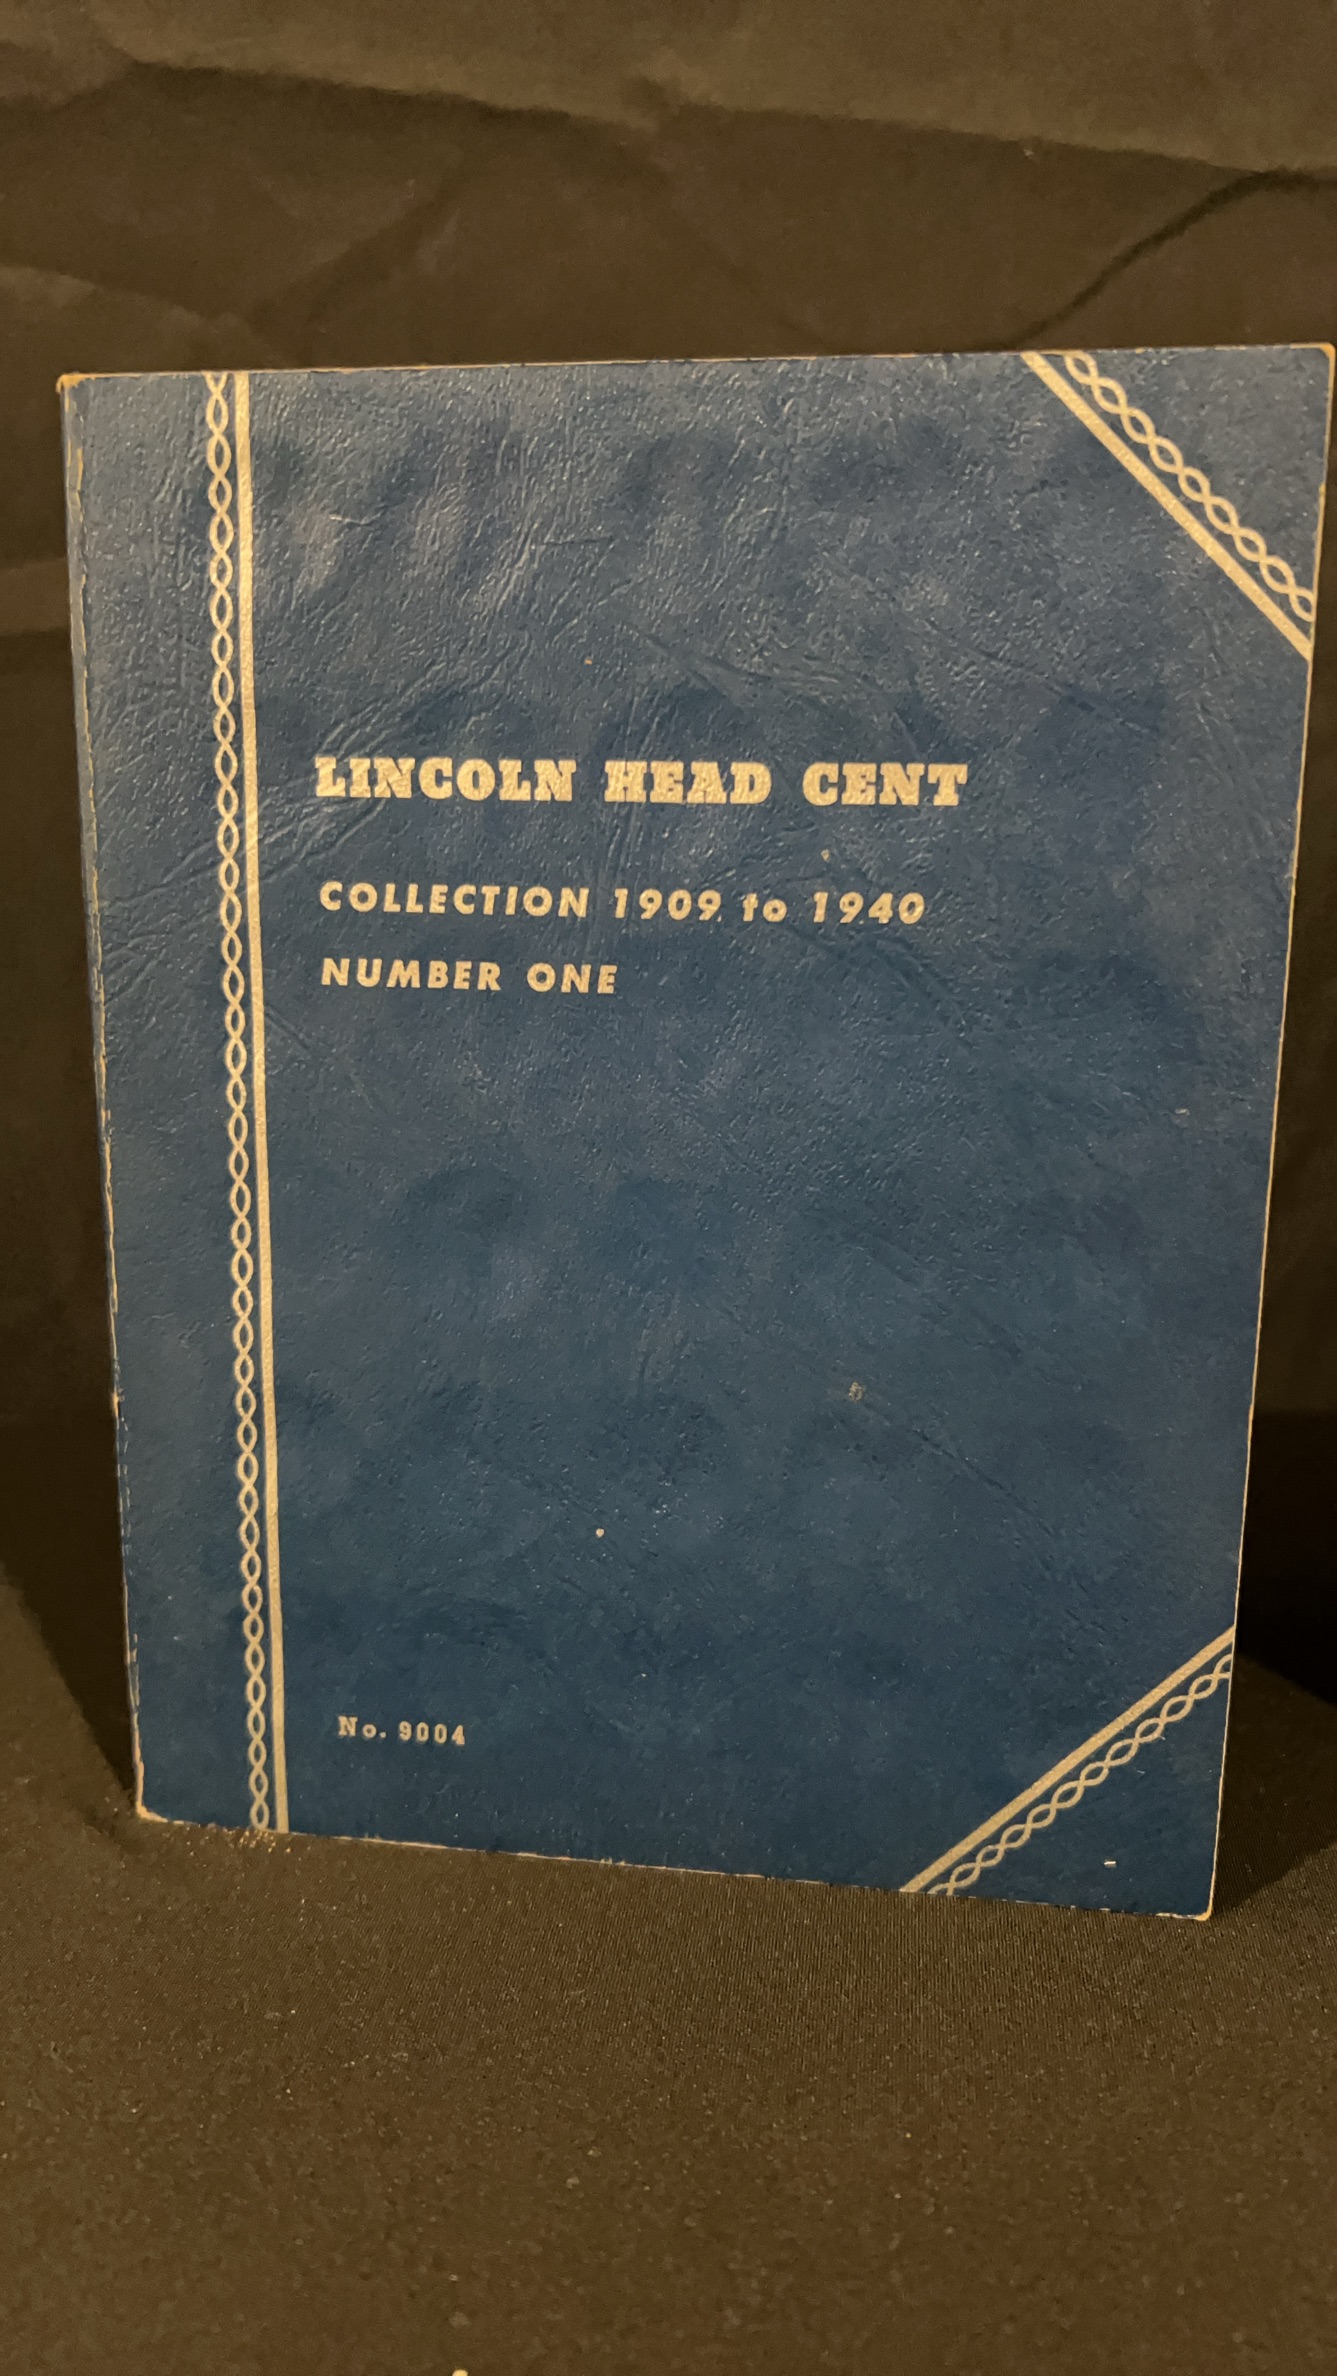 LINCOLN HEAD CENT
COLLECTION 1909 to 1940
NUMBER ONE
No. 9004